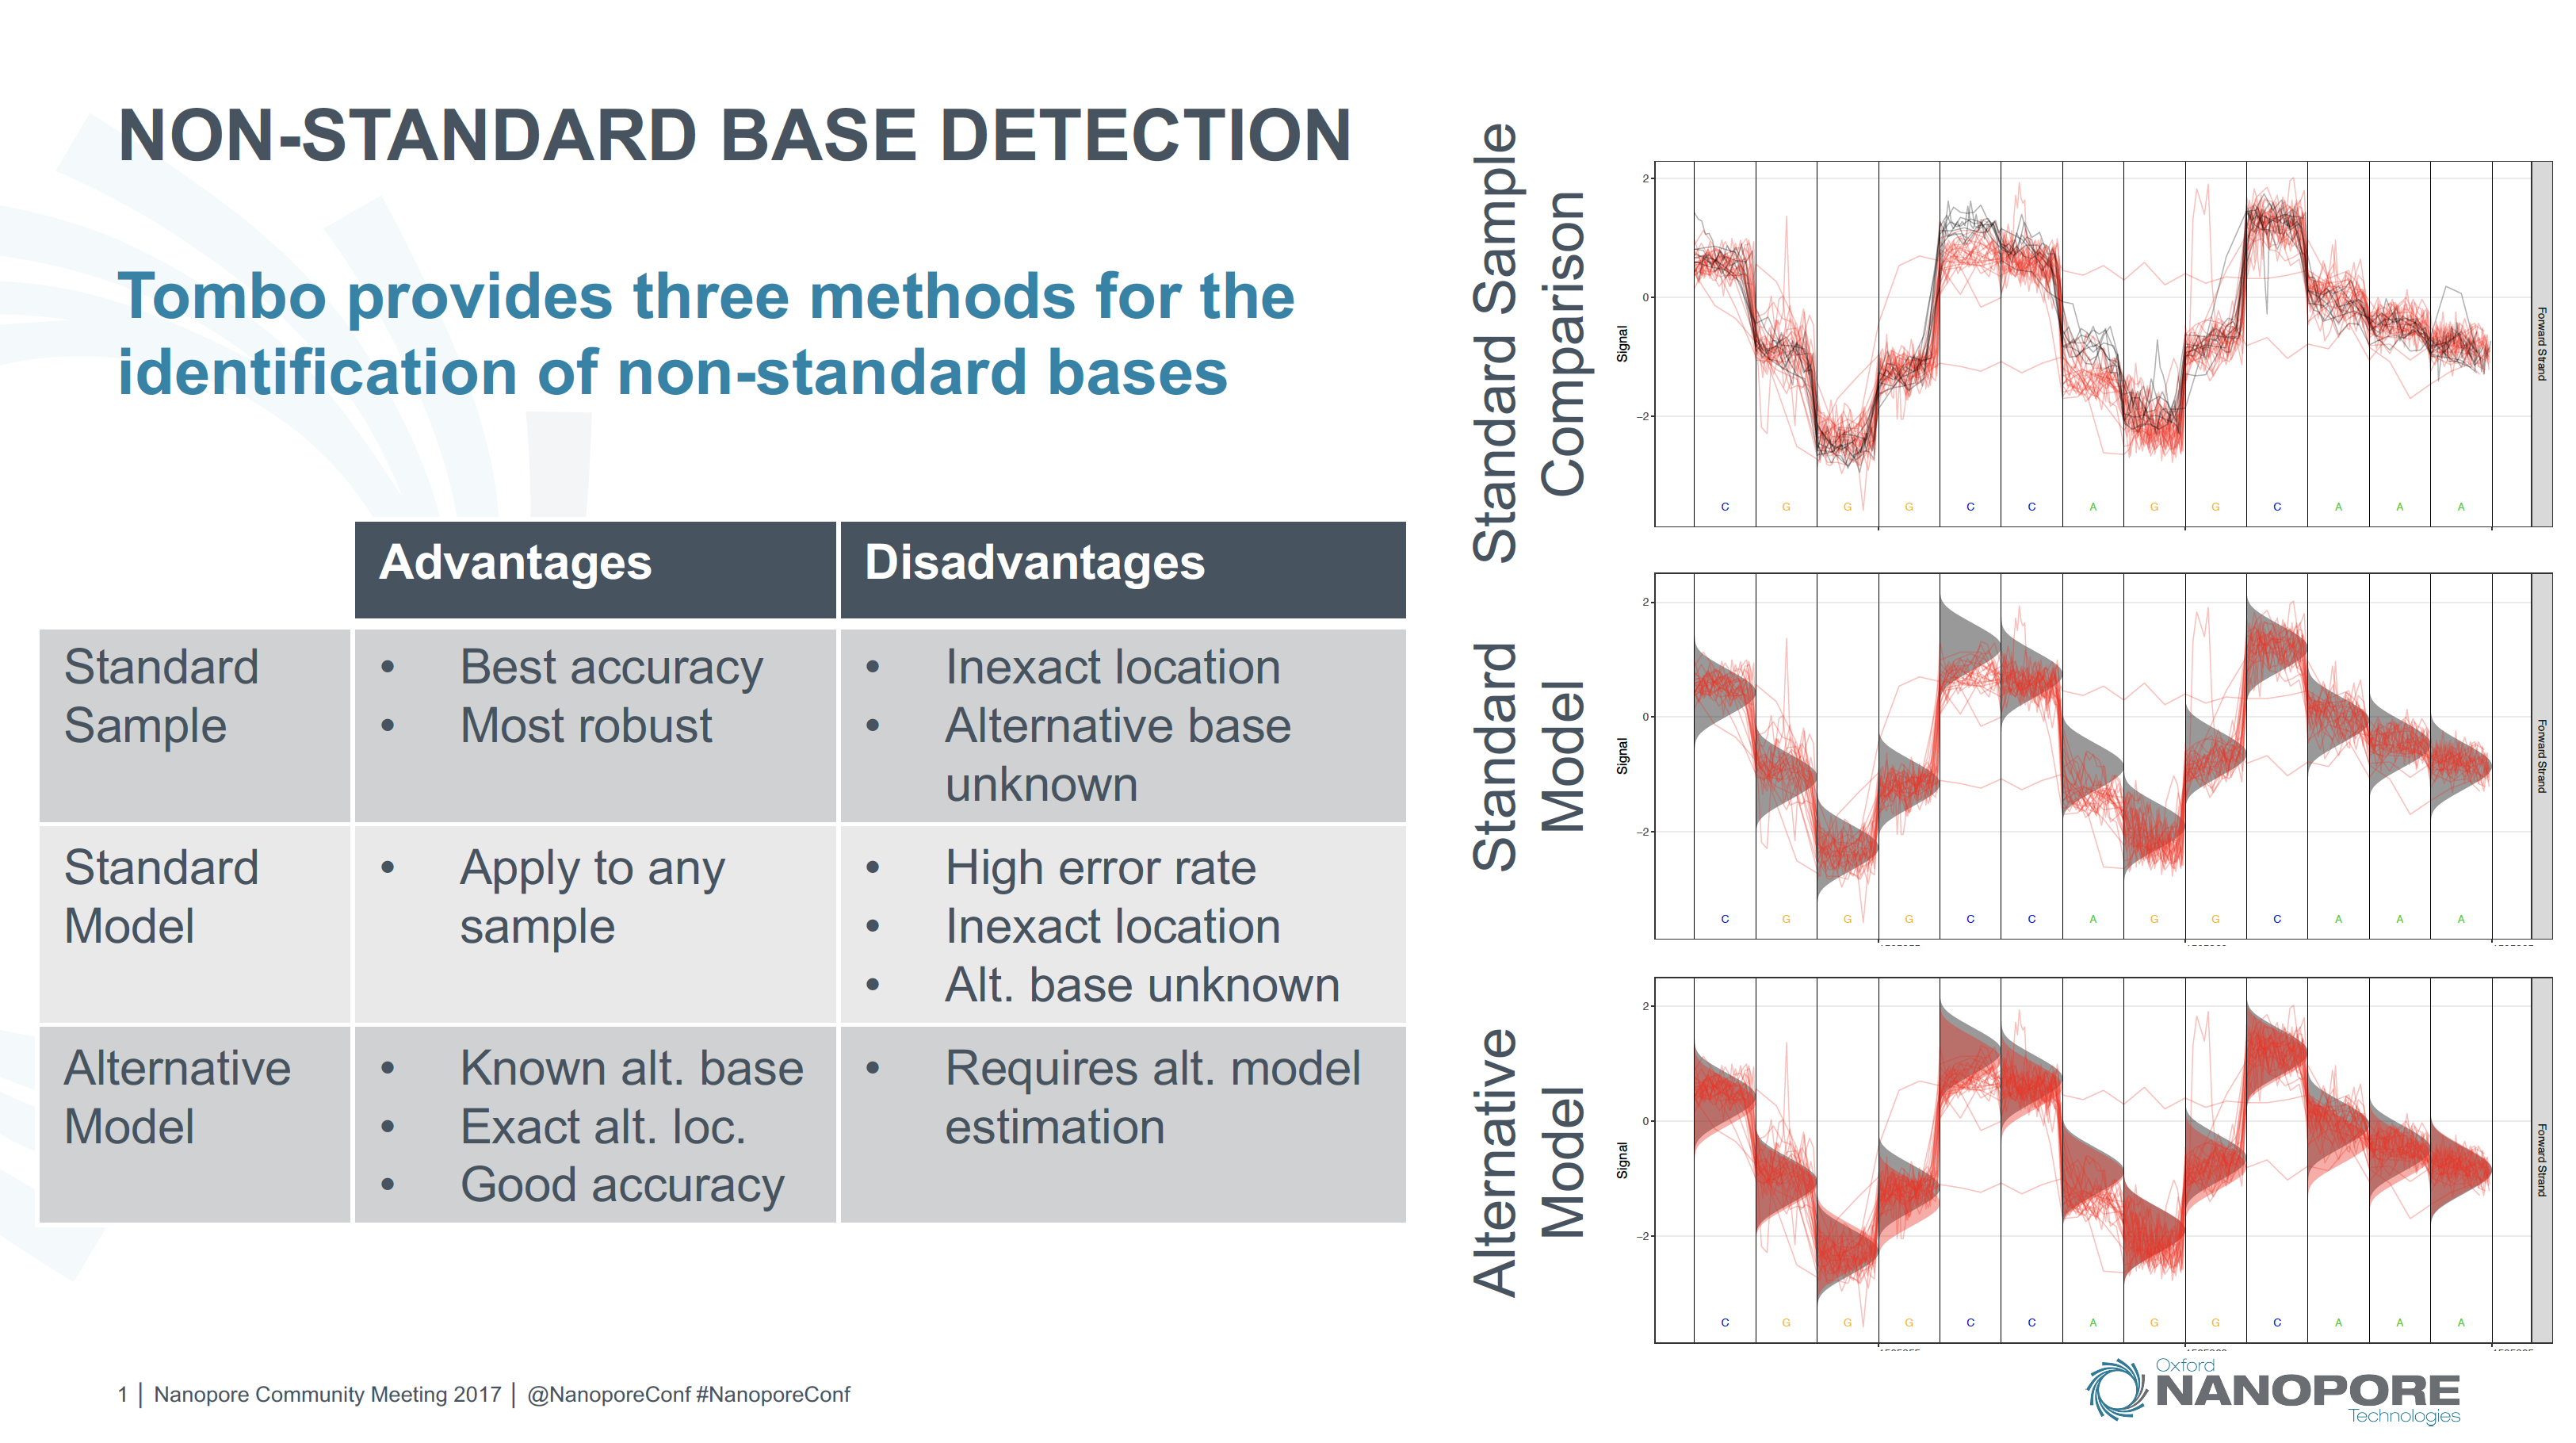 NON-STANDARD BASE DETECTION
Tombo provides three methods for the
identification of non-standard bases
Advantages
Disadvantages
Standard
Sample
• Best accuracy
• Most robust
• Inexact location
• Alternative base
unknown
Standard
Model
• Apply to any
sample
• High error rate
• Inexact location
• Alt. base unknown
Alternative
Model
• Known alt. base
• Exact alt. loc.
• Good accuracy
• Requires alt. model
estimation
Standard Sample
Comparison
Signal
2
0
−2
C G G G C C A G G C A A A
Forward Strand
Standard
Model
Signal
2
0
−2
C G G G C C A G G C A A A
Forward Strand
Alternative
Model
Signal
2
0
−2
C G G G C C A G G C A A A
Forward Strand
1 | Nanopore Community Meeting 2017 | @NanoporeConf #NanoporeConf
Oxford
NANOPORE
Technologies